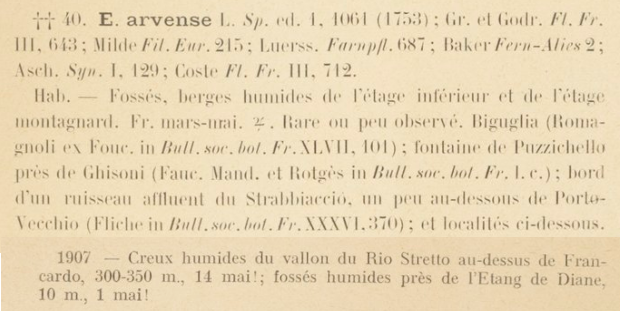 †† 40. E. arvense L. Sp. ed. 1, 1061 (1753) ; Gr. et Godr. Fl. Fr.
III, 643 ; Milde Fil. Eur. 215 ; Luerss. Farnpfl. 687 ; Baker Fern-Alies 2 ;
Asch. Syn. I, 129 ; Coste Fl. Fr. III, 712.
Hab. — Fossés, berges humides de l'étage inférieur et de l'étage
montagnard. Fr. mars-mai. ♃. Rare ou peu observé. Biguglia (Roma-
gnoli ex Fouc. in Bull. soc. bot. Fr. XLVII, 101) ; fontaine de Puzzichello
près de Ghisoni (Fauc. Mand. et Rotgès in Bull. soc. bot. Fr. l. c.) ; bord
d'un ruisseau affluent du Strabbiacciò, un peu au-dessous de Porto-
Vecchio (Fliche in Bull. soc. bot. Fr. XXXVI, 370) ; et localités ci-dessous.
1907 — Creux humides du vallon du Rio Stretto au-dessus de Fran-
cardo, 300-350 m., 14 mai! ; fossés humides près de l'Etang de Diane,
10 m., 1 mai!